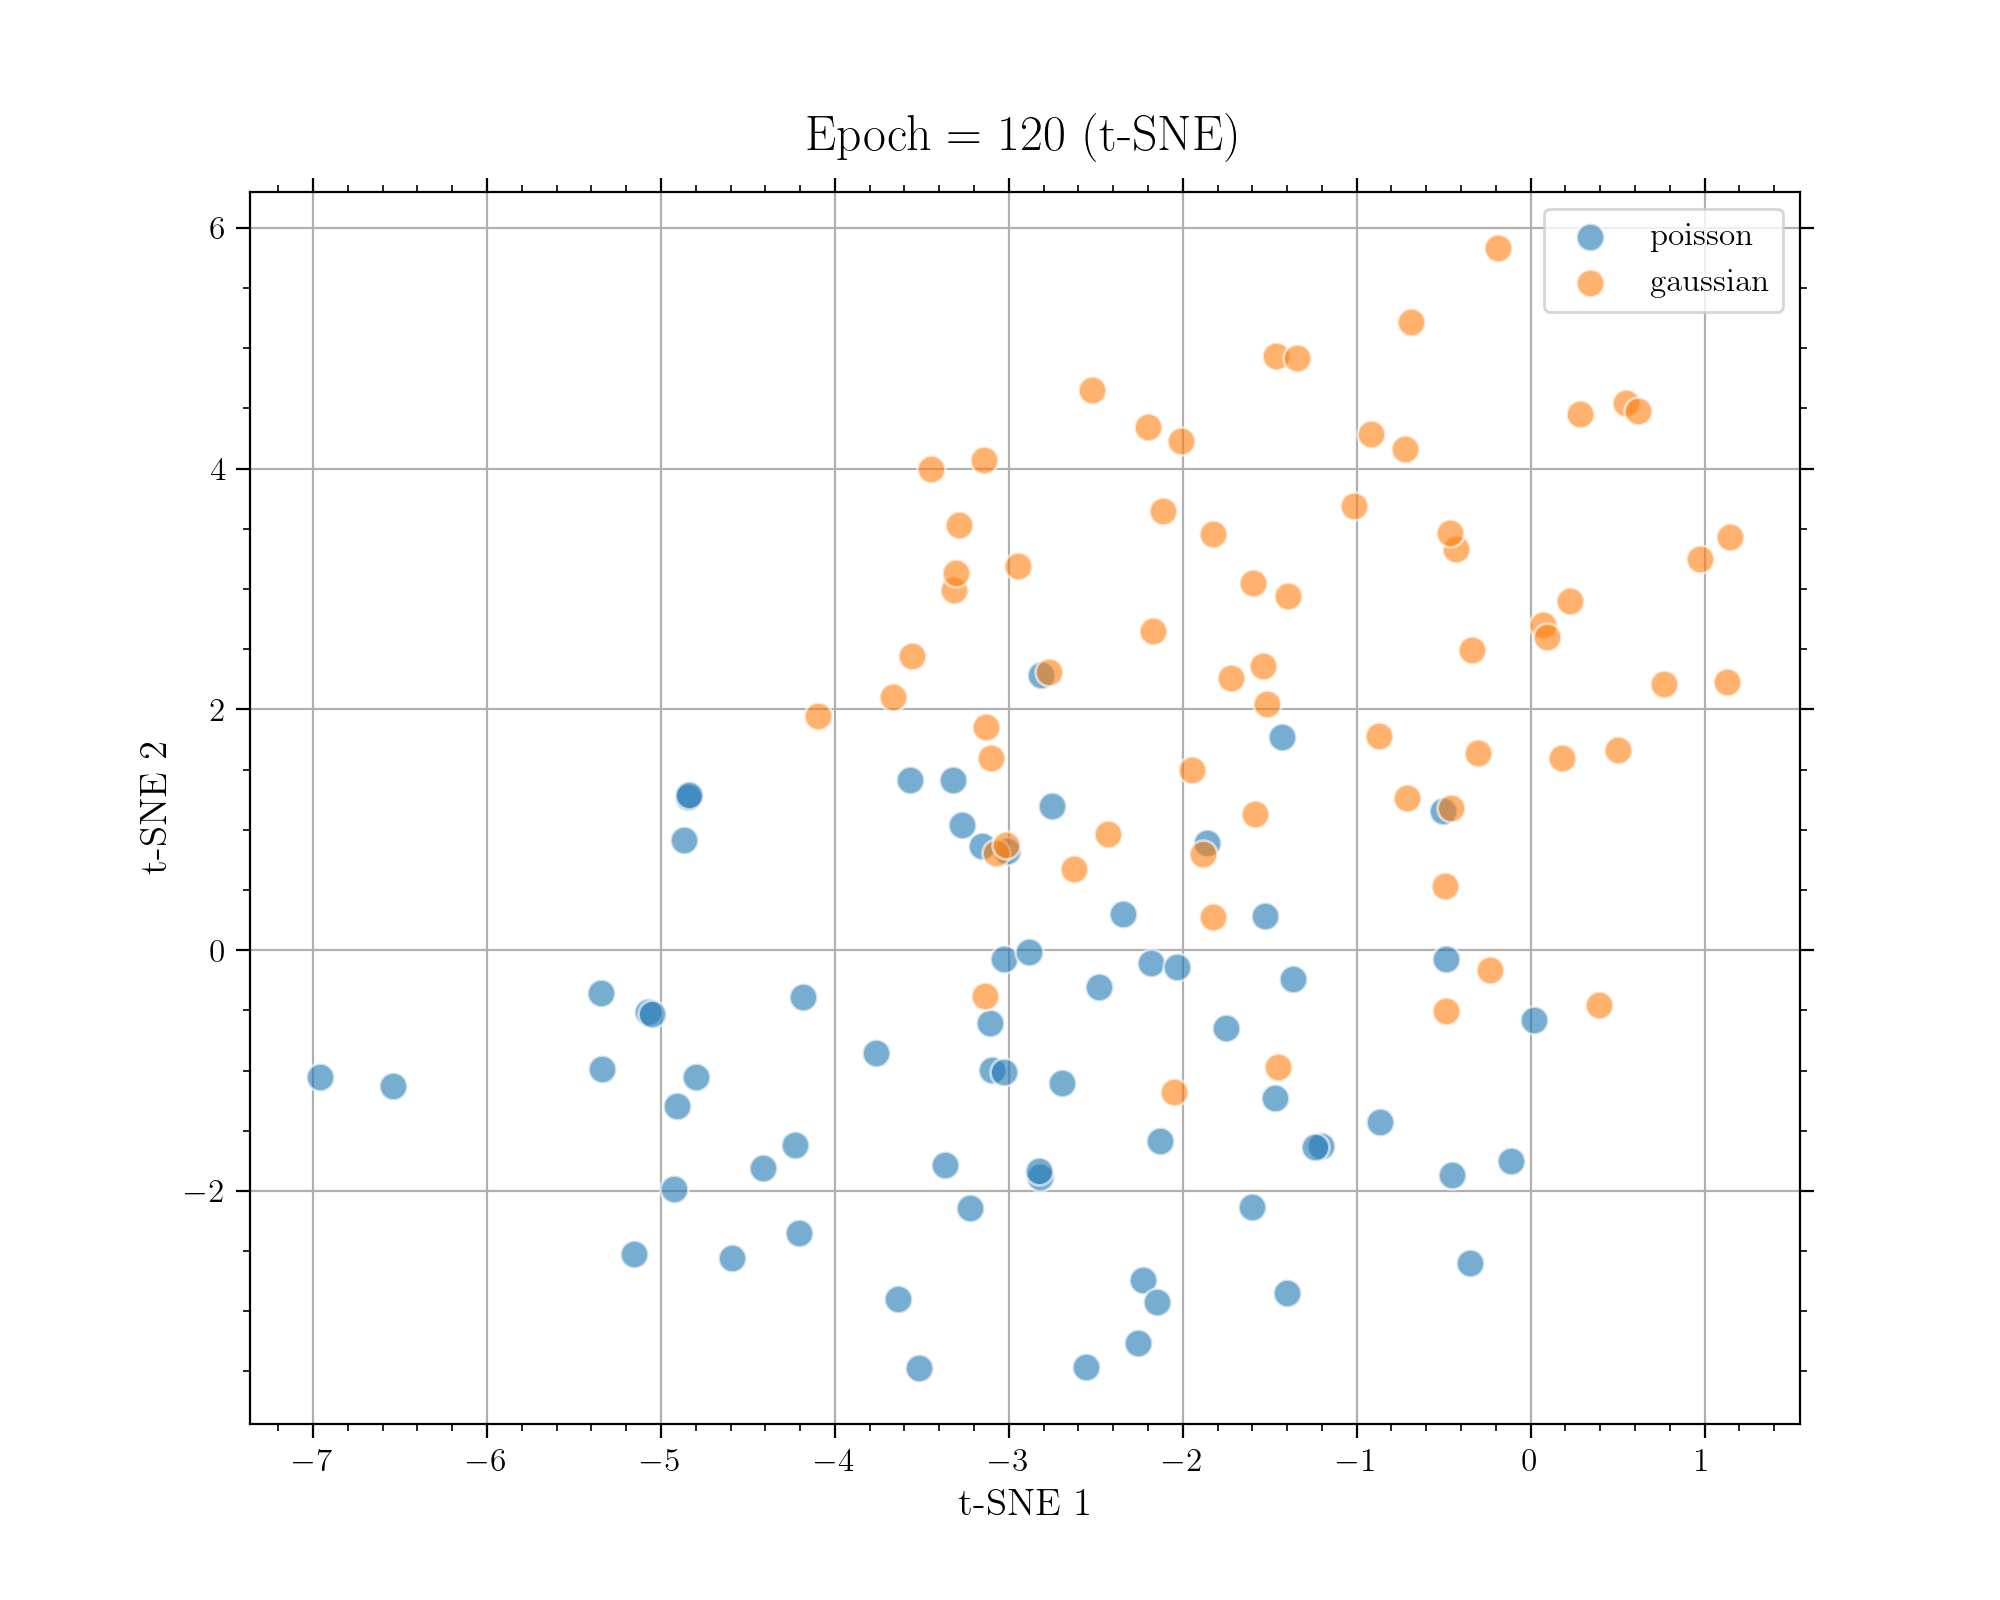 Epoch = 120 (t-SNE)
poisson
gaussian
6
4
2
0
−2
t-SNE 2
−7 −6 −5 −4 −3 −2 −1 0 1
t-SNE 1